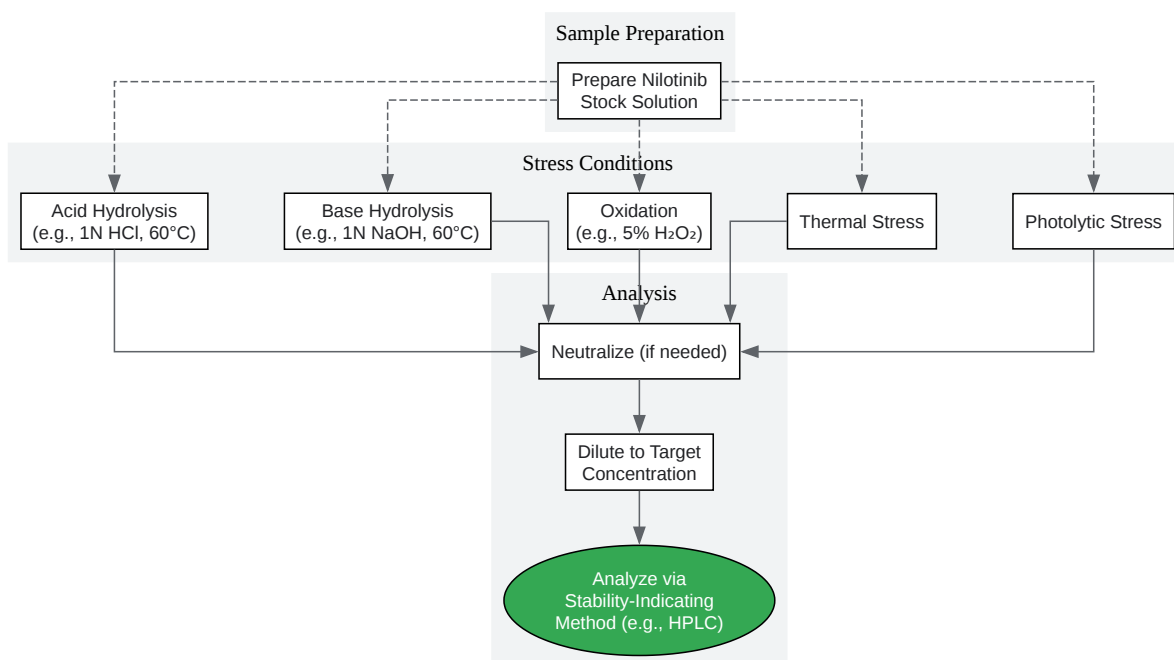 Sample Preparation
Prepare Nilotinib
Stock Solution
Stress Conditions
Acid Hydrolysis
(e.g., 1N HCl, 60°C)
Base Hydrolysis
(e.g., 1N NaOH, 60°C)
Oxidation
(e.g., 5% H₂O₂)
Thermal Stress
Photolytic Stress
Analysis
Neutralize (if needed)
Dilute to Target
Concentration
Analyze via
Stability-Indicating
Method (e.g., HPLC)